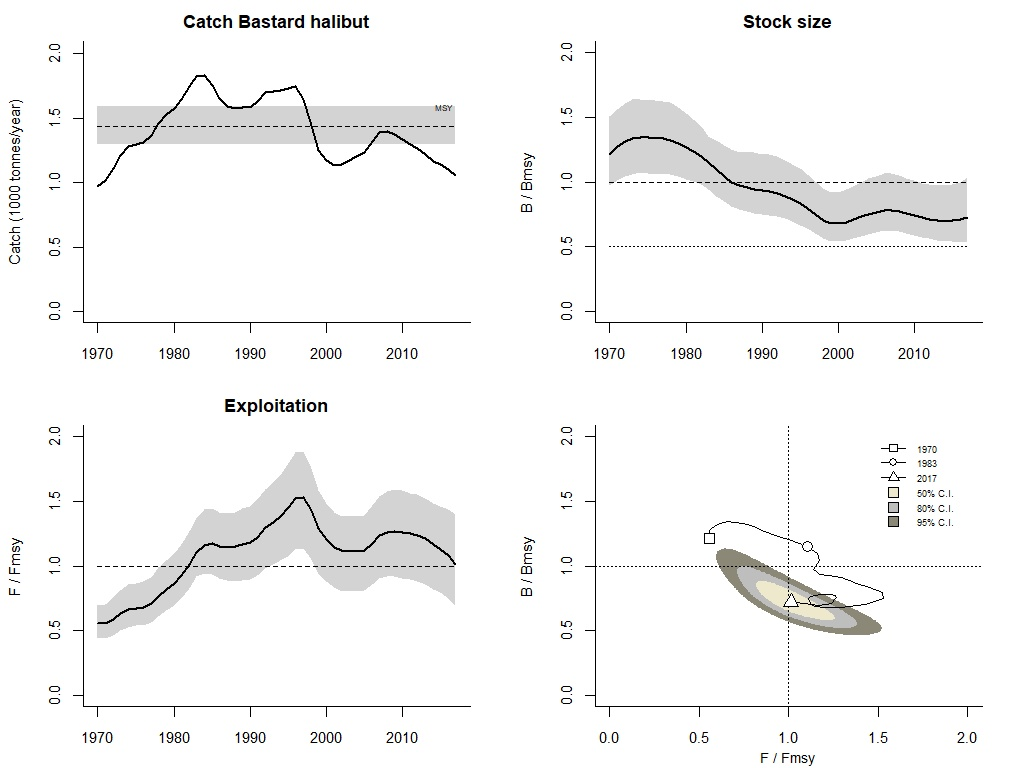 Catch Bastard halibut
Catch (1000 tonnes/year)
2.0
1.5
1.0
0.5
0.0
MSY
1970 1980 1990 2000 2010
Stock size
B / Bmsy
2.0
1.5
1.0
0.5
0.0
1970 1980 1990 2000 2010
Exploitation
F / Fmsy
2.0
1.5
1.0
0.5
0.0
1970 1980 1990 2000 2010
B / Bmsy
2.0
1.5
1.0
0.5
0.0
1970
1983
2017
50% C.I.
80% C.I.
95% C.I.
0.0 0.5 1.0 1.5 2.0
F / Fmsy